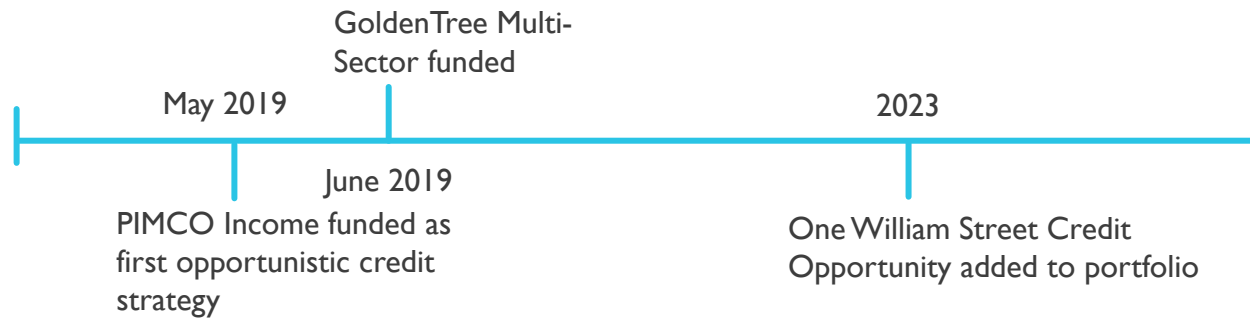 GoldenTree Multi-
Sector funded
May 2019
2023
June 2019
PIMCO Income funded as
first opportunistic credit
strategy
One William Street Credit
Opportunity added to portfolio